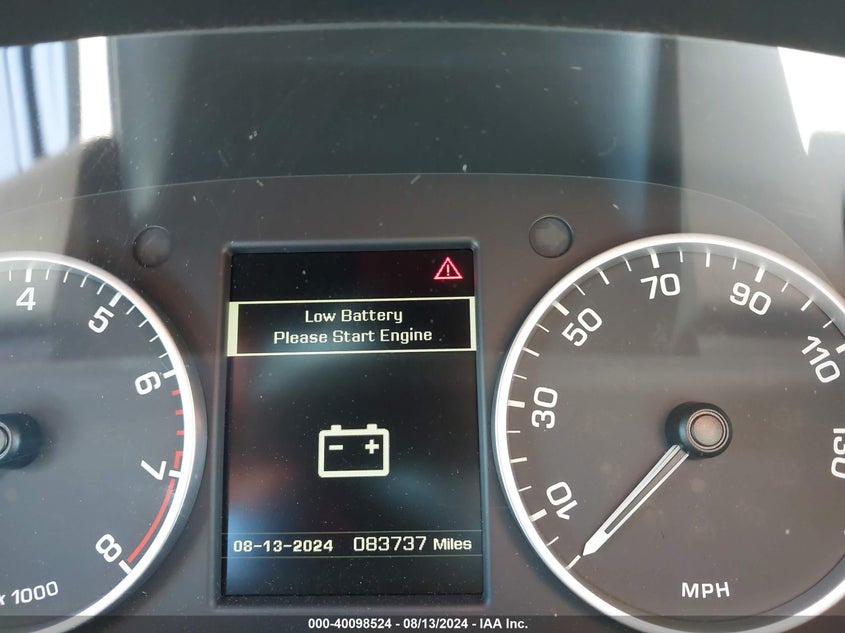 4
5
6
7
8
x 1000
Low Battery
Please Start Engine
08-13-2024 083737 Miles
10
30
50
70
90
110
130
MPH
000-40098524 - 08/13/2024 - IAA Inc.